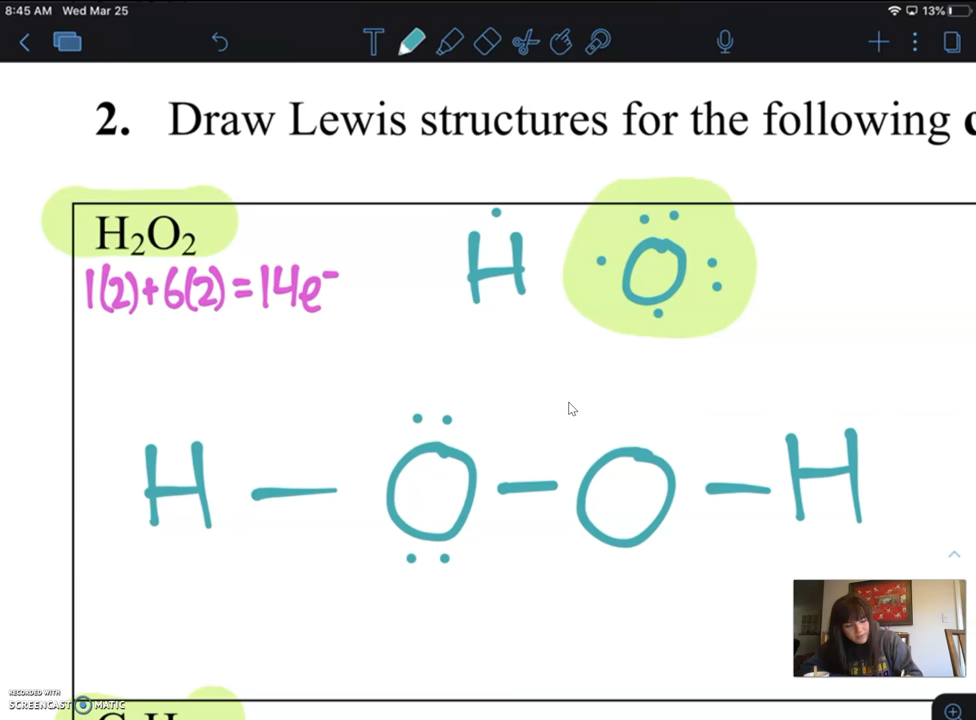 8:45 AM Wed Mar 25 13%
T
2. Draw Lewis structures for the following c
H₂O₂
1(2)+6(2)=14e⁻
H O
H — O — O — H
RECORDED WITH
SCREENCAST MATIC